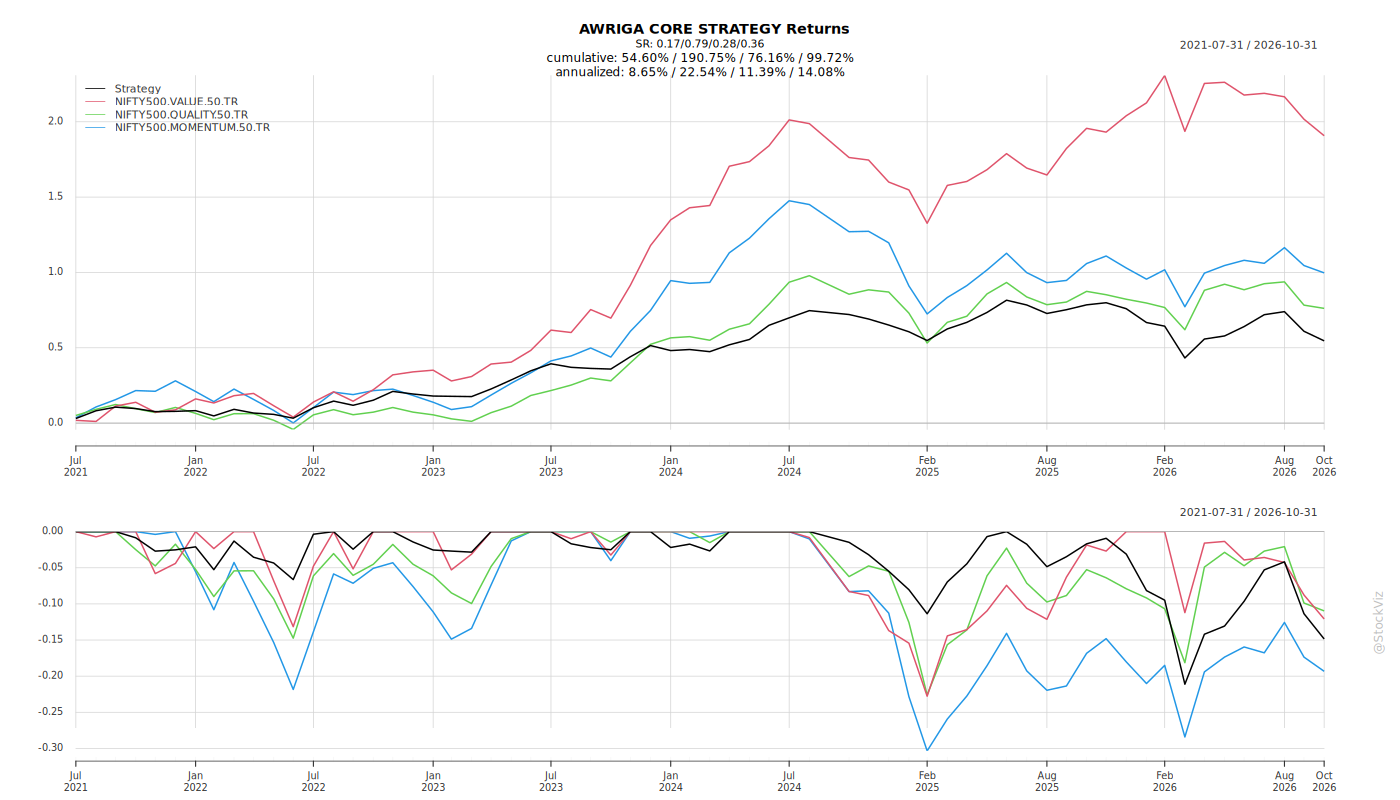 AWRIGA CORE STRATEGY Returns
SR: 0.17/0.79/0.28/0.36
2021-07-31 / 2026-10-31
cumulative: 54.60% / 190.75% / 76.16% / 99.72%
annualized: 8.65% / 22.54% / 11.39% / 14.08%
Strategy
NIFTY500.VALUE.50.TR
NIFTY500.QUALITY.50.TR
NIFTY500.MOMENTUM.50.TR
2.0
1.5
1.0
0.5
0.0
Jul Jan Jul Jan Jul Jan Jul Feb Aug Feb Aug Oct
2021 2022 2022 2023 2023 2024 2024 2025 2025 2026 2026 2026
2021-07-31 / 2026-10-31
0.00
-0.05
-0.10
-0.15
-0.20
-0.25
-0.30
Jul Jan Jul Jan Jul Jan Jul Feb Aug Feb Aug Oct
2021 2022 2022 2023 2023 2024 2024 2025 2025 2026 2026 2026
@StockViz